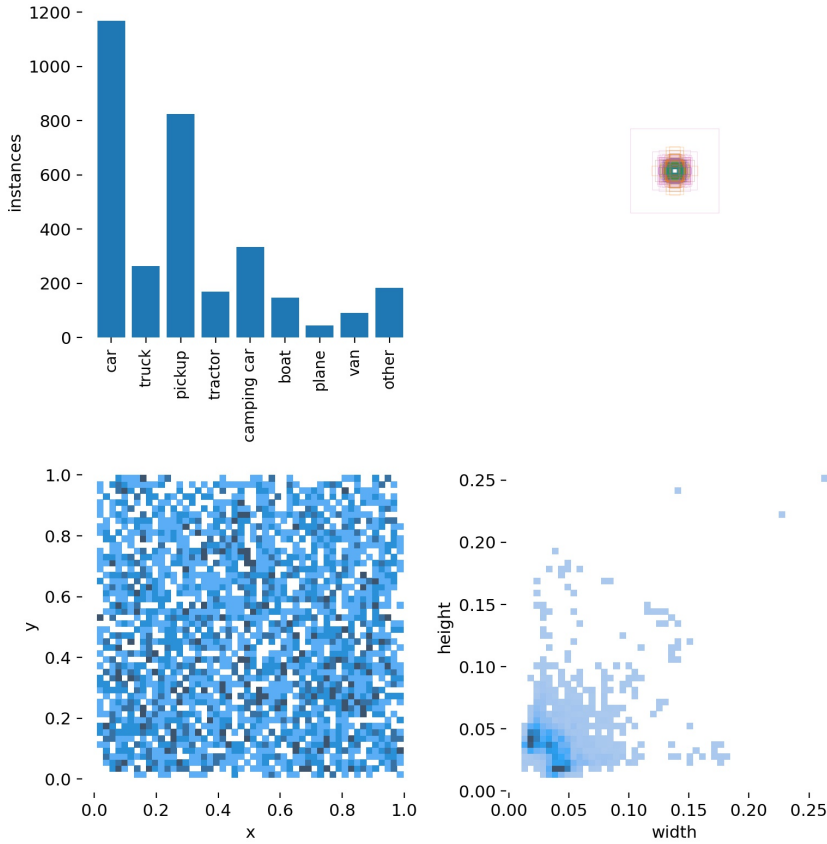 1200
1000
800
600
400
200
0
instances
car
truck
pickup
tractor
camping car
boat
plane
van
other
1.0
0.8
0.6
0.4
0.2
0.0
y
0.0 0.2 0.4 0.6 0.8 1.0
x
0.25
0.20
0.15
0.10
0.05
0.00
height
0.00 0.05 0.10 0.15 0.20 0.25
width